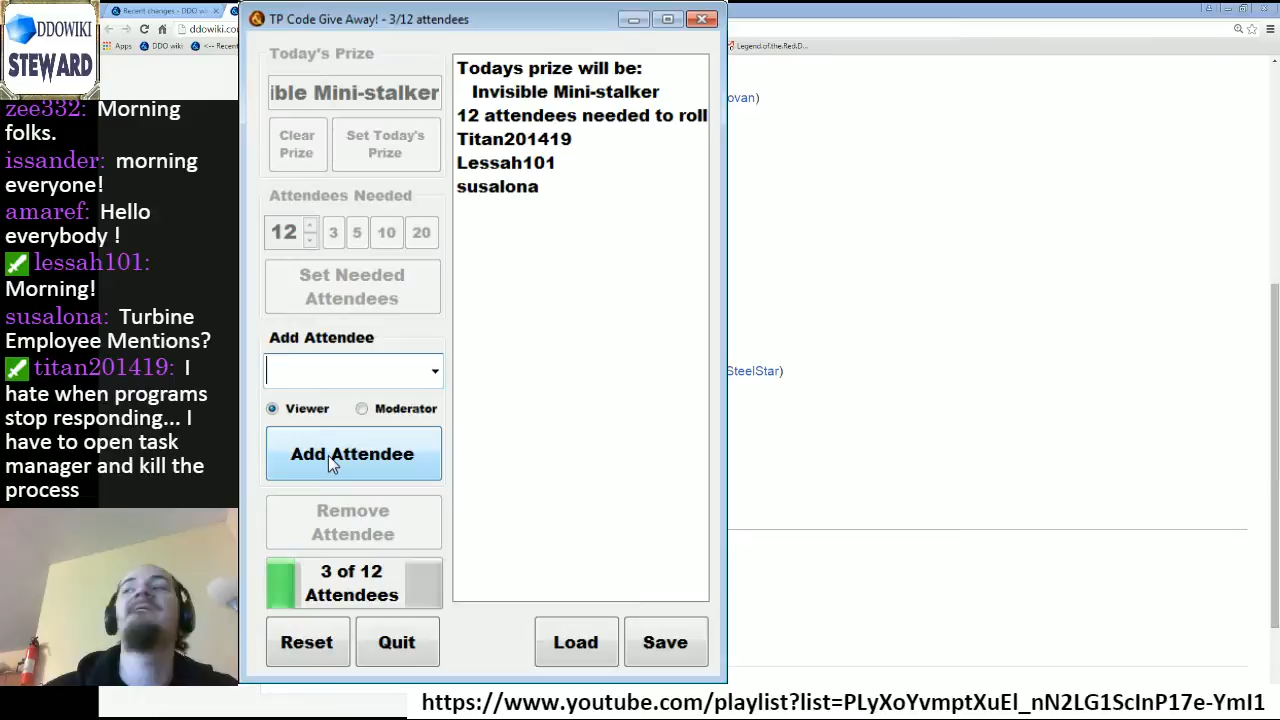 DDOWIKI
STEWARD
zee332: Morning
folks.
issander: morning
everyone!
amaref: Hello
everybody !
lessah101:
Morning!
susalona: Turbine
Employee Mentions?
titan201419: I
hate when programs
stop responding... I
have to open task
manager and kill the
process
Recent changes - DDO w
ddowiki.co
Apps
DDO wiki
<-- Recent
TP Code Give Away! - 3/12 attendees
Today's Prize
ible Mini-stalker
Clear
Prize
Set Today's
Prize
Attendees Needed
12
3
5
10
20
Set Needed
Attendees
Add Attendee
Viewer
Moderator
Add Attendee
Remove
Attendee
3 of 12
Attendees
Reset
Quit
Load
Save
Todays prize will be:
Invisible Mini-stalker
12 attendees needed to roll
Titan201419
Lessah101
susalona
Legend.of.the.Red.D...
ovan)
SteelStar)
https://www.youtube.com/playlist?list=PLyXoYvmptXuEl_nN2LG1ScInP17e-YmI1